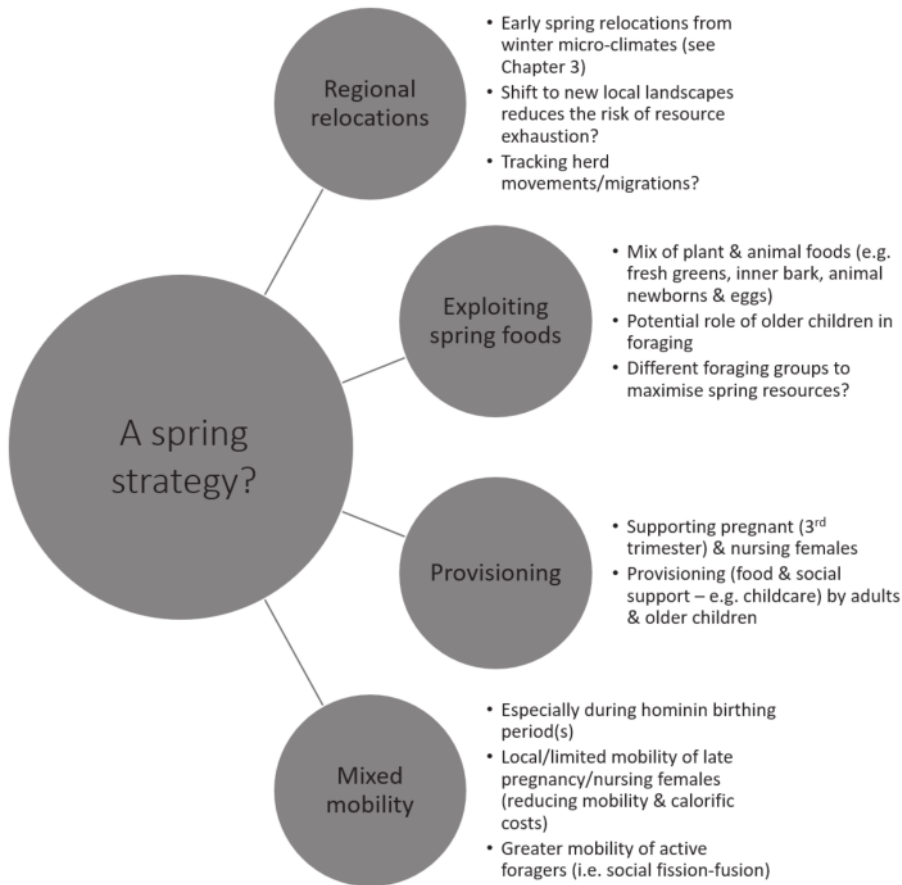 A spring
strategy?
Regional
relocations
• Early spring relocations from
winter micro-climates (see
Chapter 3)
• Shift to new local landscapes
reduces the risk of resource
exhaustion?
• Tracking herd
movements/migrations?
Exploiting
spring foods
• Mix of plant & animal foods (e.g.
fresh greens, inner bark, animal
newborns & eggs)
• Potential role of older children in
foraging
• Different foraging groups to
maximise spring resources?
Provisioning
• Supporting pregnant (3rd
trimester) & nursing females
• Provisioning (food & social
support – e.g. childcare) by adults
& older children
Mixed
mobility
• Especially during hominin birthing
period(s)
• Local/limited mobility of late
pregnancy/nursing females
(reducing mobility & calorific
costs)
• Greater mobility of active
foragers (i.e. social fission-fusion)